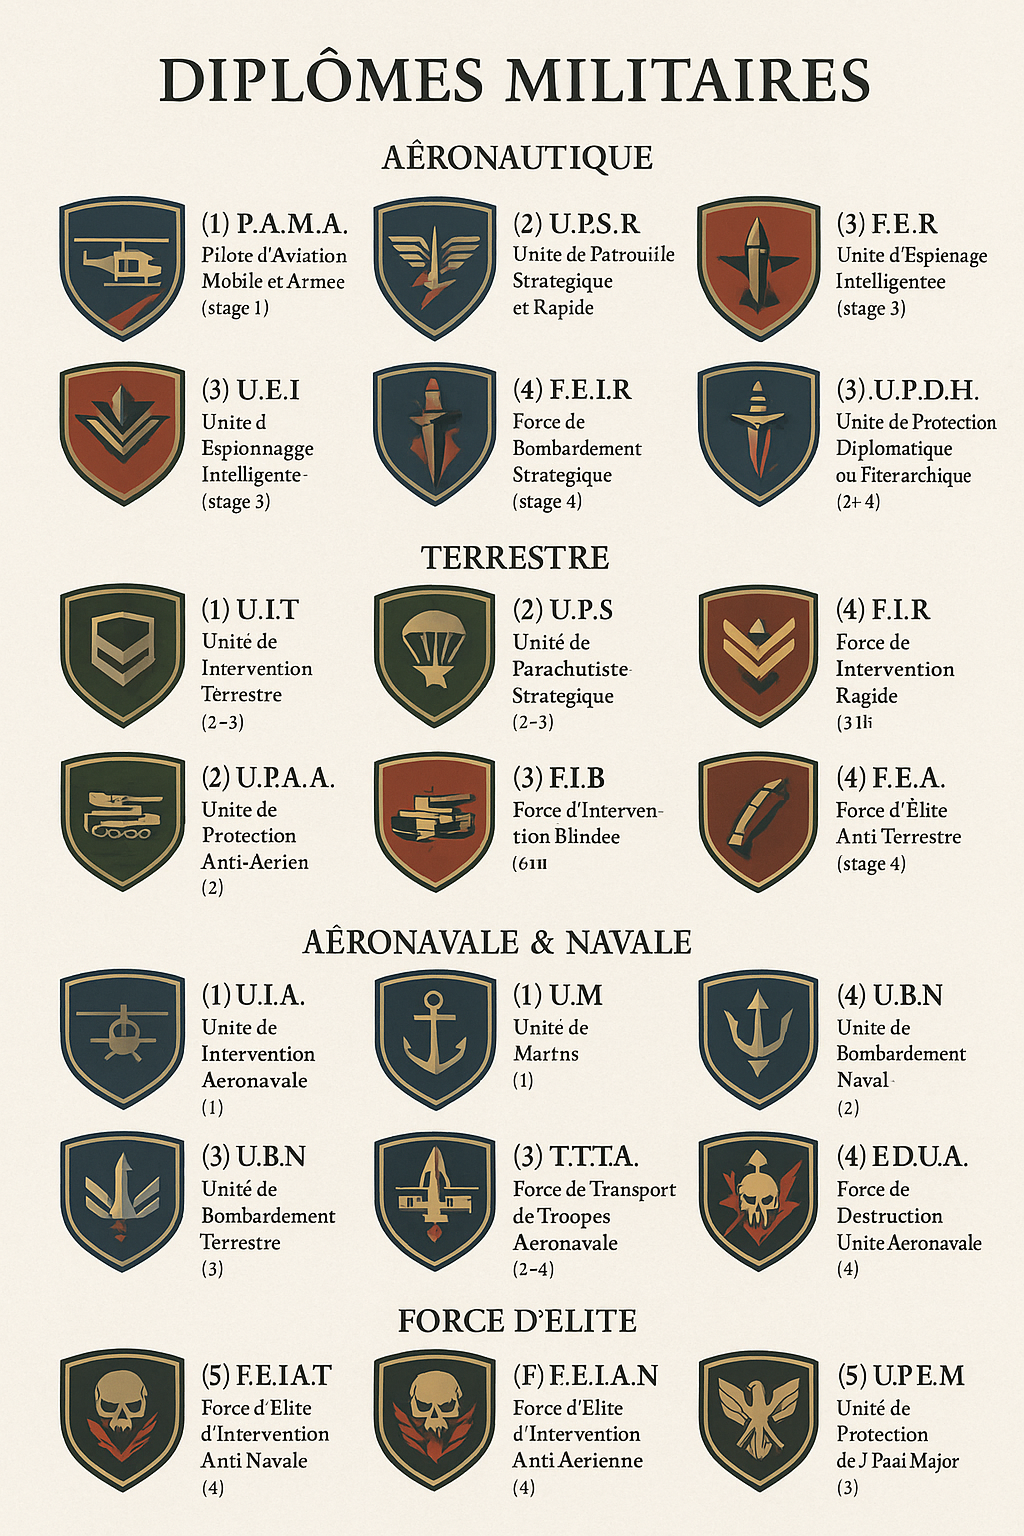 DIPLÔMES MILITAIRES
AÊRONAUTIQUE
(1) P.A.M.A.
Pilote d'Aviation
Mobile et Armee
(stage 1)
(2) U.P.S.R
Unite de Patrouille
Strategique
et Rapide
(3) F.E.R
Unite d'Espienage
Intelligentee
(stage 3)
(3) U.E.I
Unite d
Espionnagge
Intelligente-
(stage 3)
(4) F.E.I.R
Force de
Bombardement
Strategique
(stage 4)
(3).U.P.D.H.
Unite de Protection
Diplomatique
ou Fiterarchique
(2+4)
TERRESTRE
(1) U.I.T
Unité de
Intervention
Tèrrestre
(2-3)
(2) U.P.S
Unité de
Parachutiste-
Strategique
(2-3)
(4) F.I.R
Force de
Intervention
Ragide
(2) U.P.A.A.
Unite de
Protection
Anti-Aerien
(2)
(3) F.I.B
Force d'Interven-
tion Blindee
(4) F.E.A.
Force d'Èlite
Anti Terrestre
(stage 4)
AÊRONAVALE & NAVALE
(1) U.I.A.
Unite de
Intervention
Aeronavale
(1)
(1) U.M
Unité de
Martns
(1)
(4) U.B.N
Unite de
Bombardement
Naval
(2)
(3) U.B.N
Unité de
Bombardement
Terrestre
(3)
(3) T.T.T.A.
Force de Transport
de Troopes
Aeronavale
(2-4)
(4) ED.U.A.
Force de
Destruction
Unite Aeronavale
(4)
FORCE D'ELITE
(5) F.E.IA.T
Force d'Elite
d'Intervention
Anti Navale
(4)
(F) E.E.I.A.N
Force d'Elite
d'Intervention
Anti Aerienne
(4)
(5) U.P.E.M
Unité de
Protection
de J Paai Major
(3)